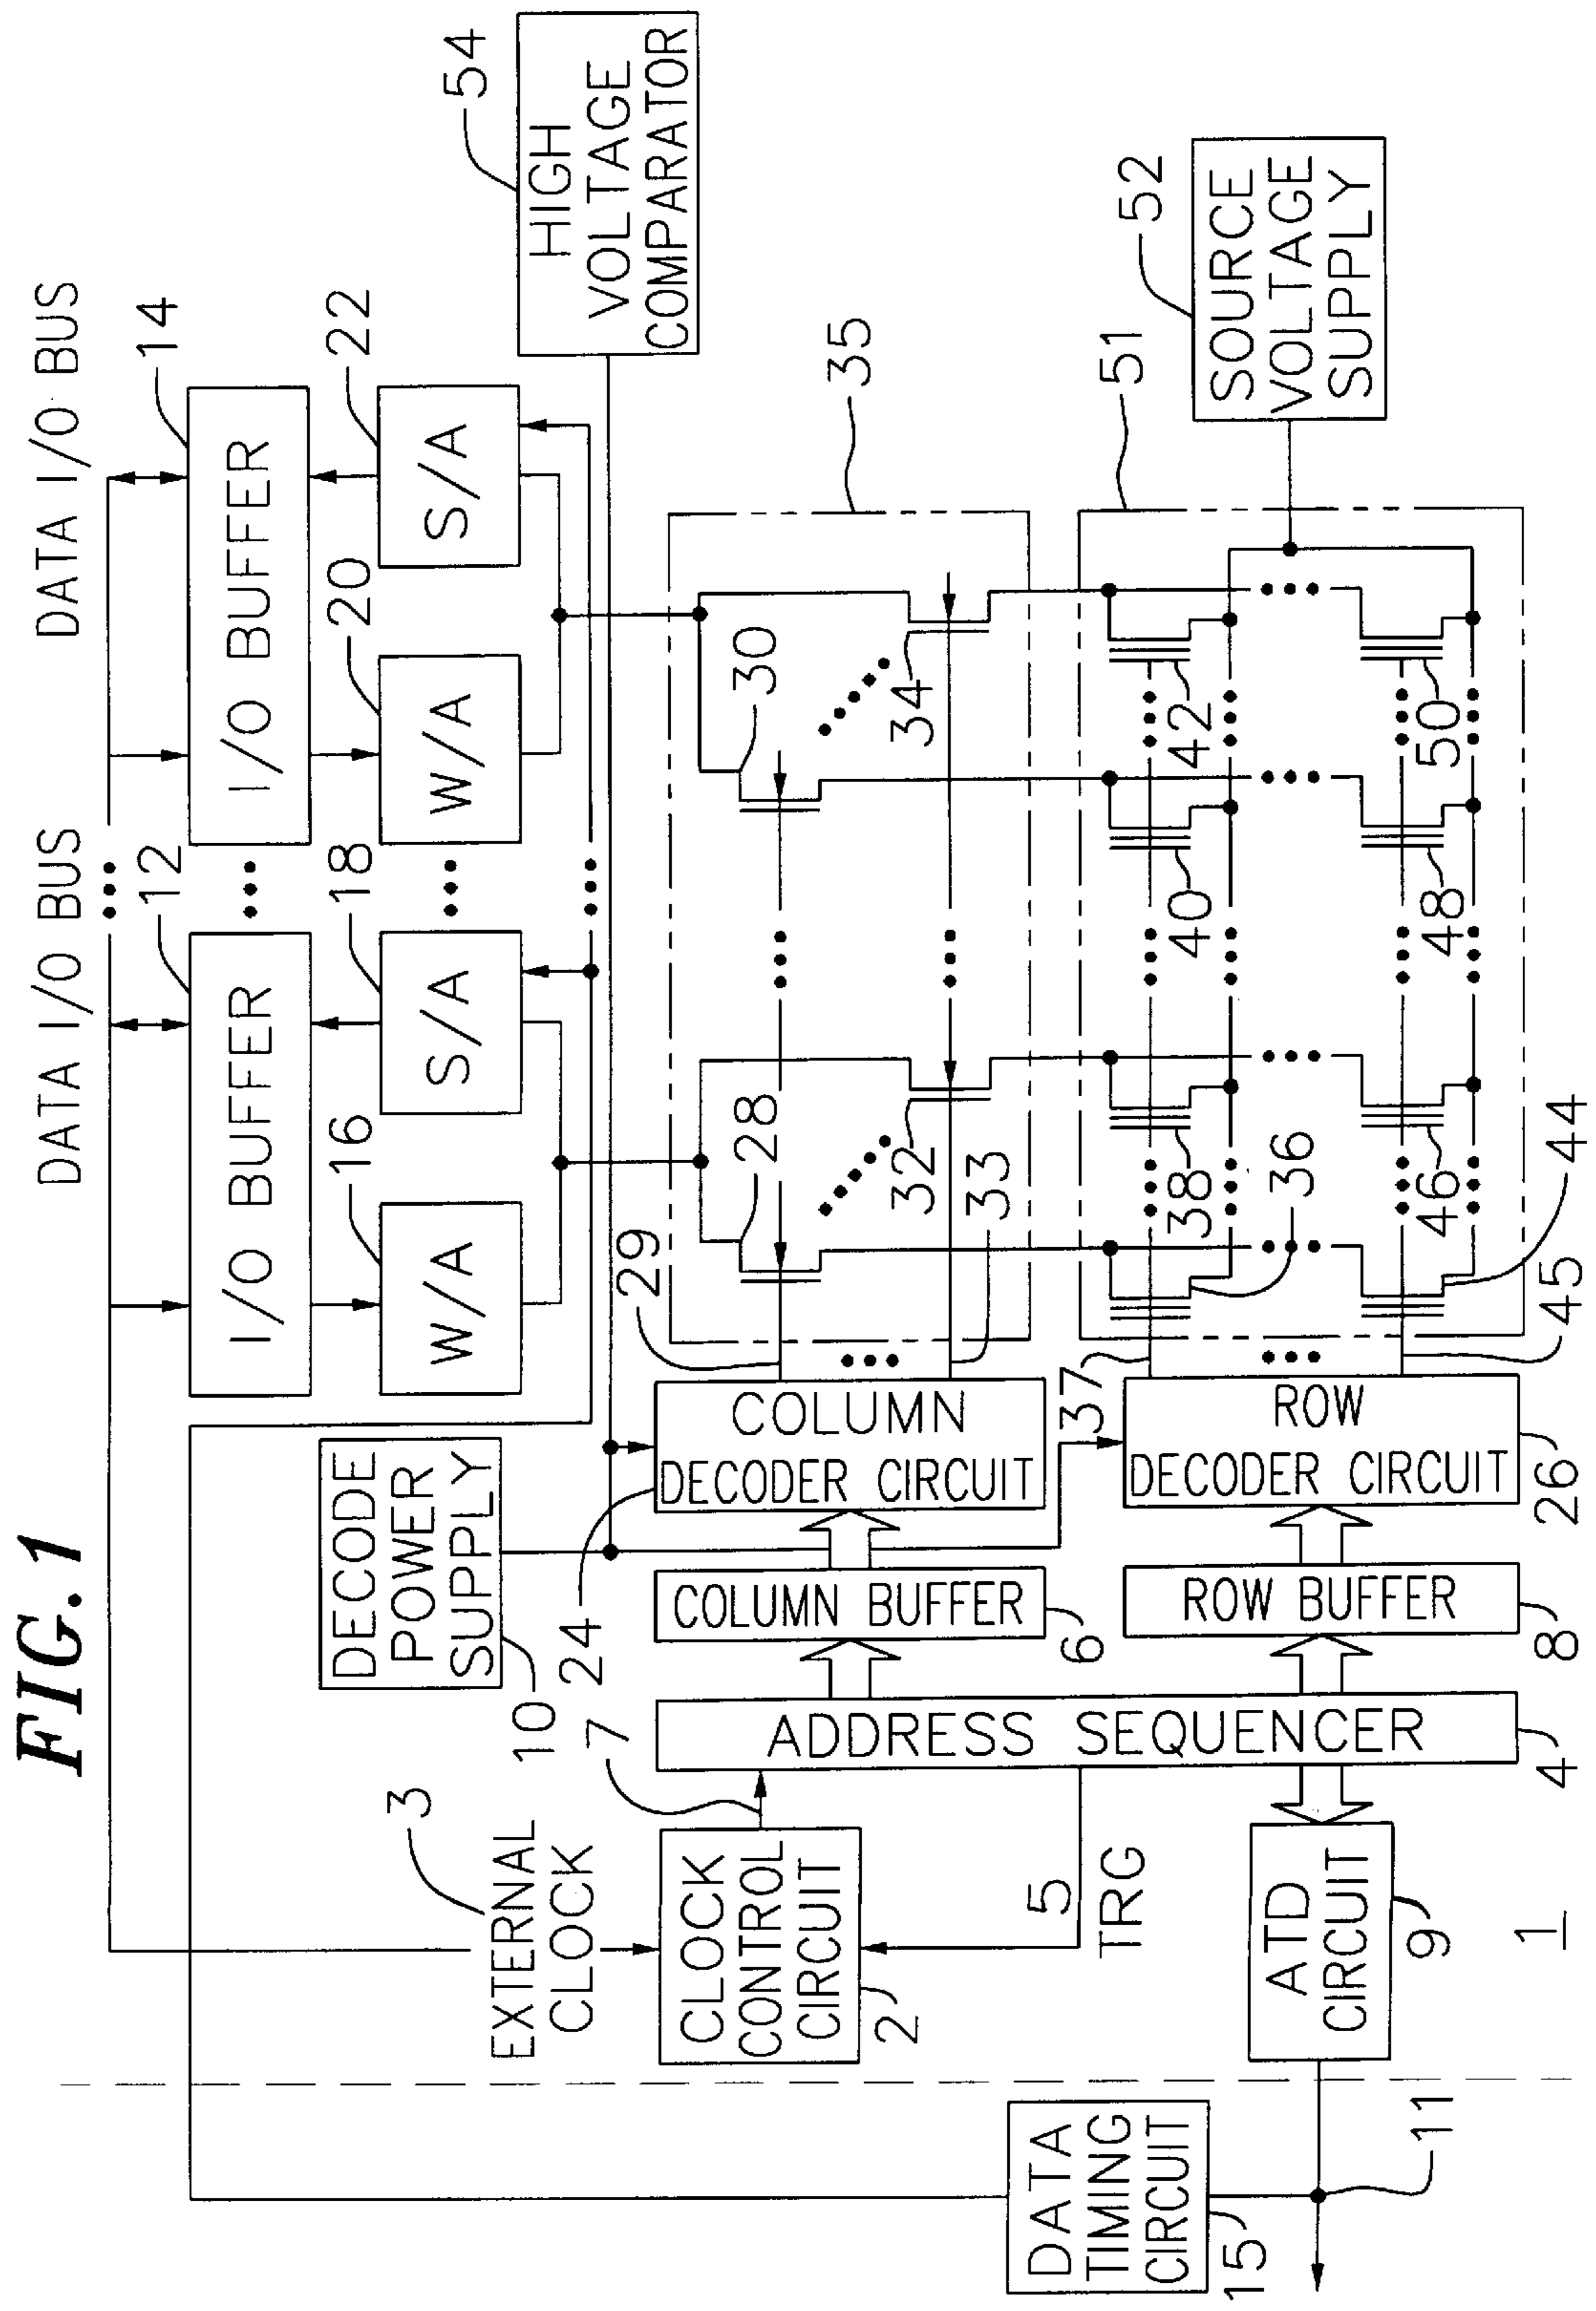 FIG.1
DATA I/O BUS
DATA I/O BUS
12
I/O BUFFER
14
I/O BUFFER
16
W/A
18
S/A
20
W/A
22
S/A
DECODE
POWER
SUPPLY
10
54
HIGH
VOLTAGE
COMPARATOR
3
EXTERNAL
CLOCK
7
CLOCK
CONTROL
CIRCUIT
2
5
TRG
ADDRESS SEQUENCER
4
24
COLUMN BUFFER
6
COLUMN
DECODER CIRCUIT
29
28
30
32
33
34
35
ROW BUFFER
8
37
ROW
DECODER CIRCUIT
26
45
36
38
40
42
44
46
48
50
51
52
SOURCE
VOLTAGE
SUPPLY
DATA
TIMING
CIRCUIT
15
11
ATD
CIRCUIT
9
1